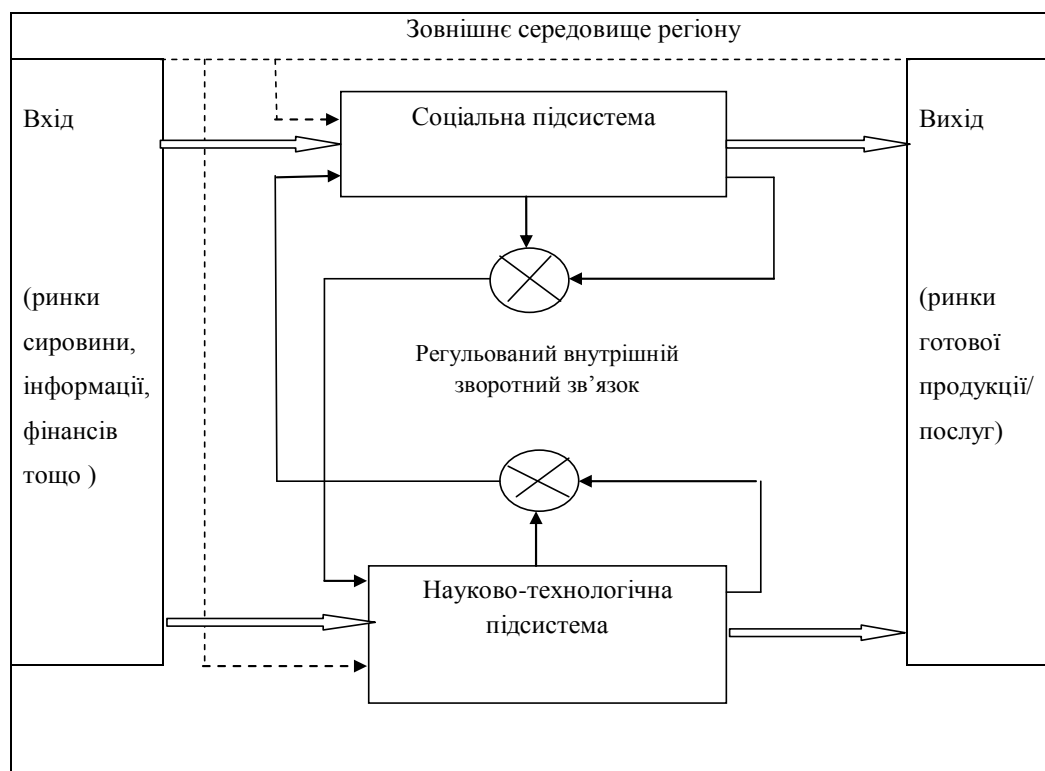 Зовнішнє середовище регіону
Вхід
(ринки
сировини,
інформації,
фінансів
тощо )
Соціальна підсистема
Регульований внутрішній
зворотний зв’язок
Науково-технологічна
підсистема
Вихід
(ринки
готової
продукції/
послуг)